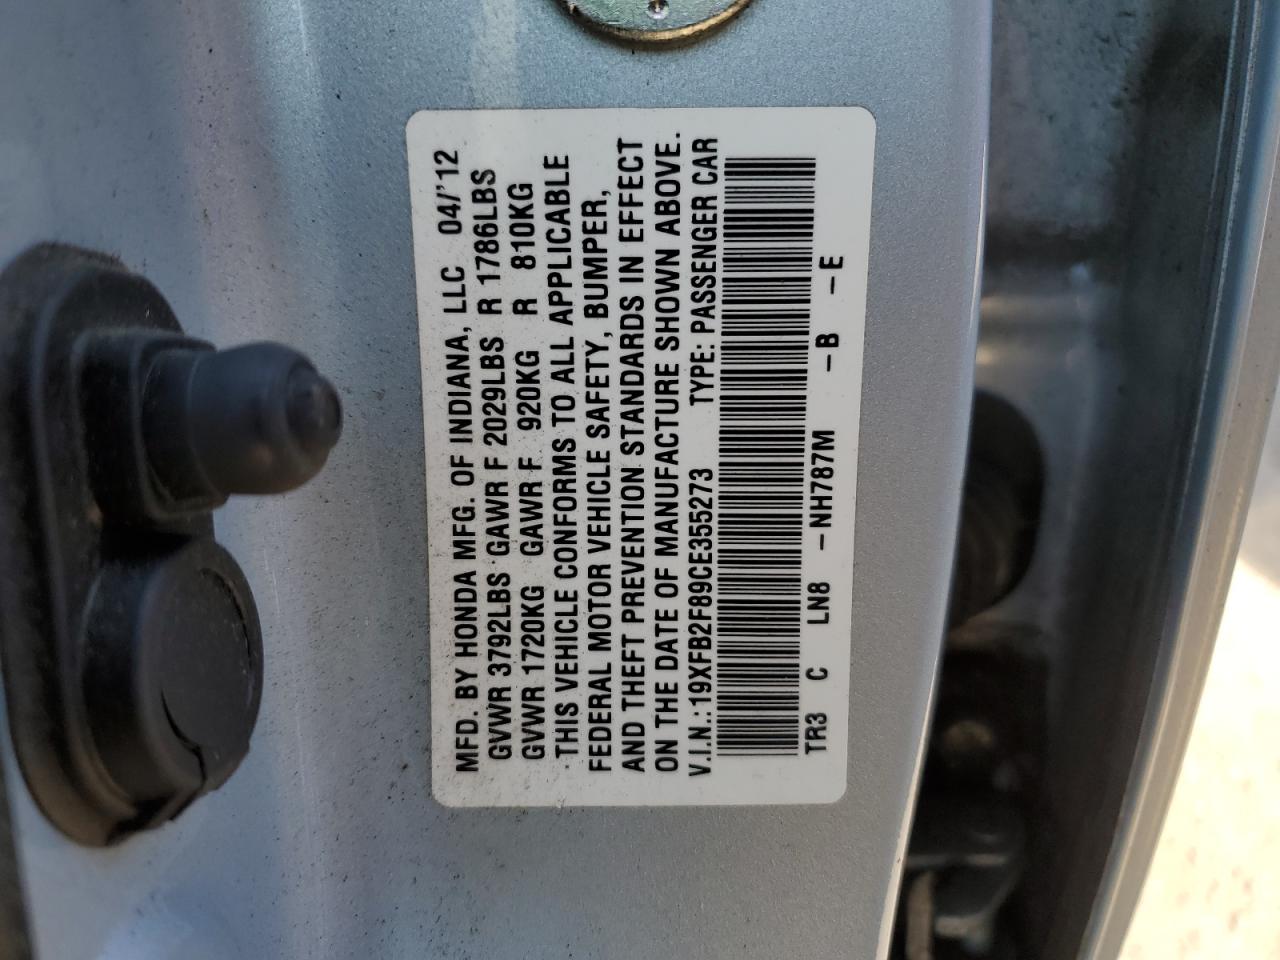 MFD. BY HONDA MFG. OF INDIANA, LLC 04/'12
GVWR 3792LBS GAWR F 2029LBS R 1786LBS
GVWR 1720KG GAWR F 920KG R 810KG
THIS VEHICLE CONFORMS TO ALL APPLICABLE
FEDERAL MOTOR VEHICLE SAFETY, BUMPER,
AND THEFT PREVENTION STANDARDS IN EFFECT
ON THE DATE OF MANUFACTURE SHOWN ABOVE.
V.I.N.: 19XFB2F89CE355273 TYPE: PASSENGER CAR
TR3 C LN8 -NH787M -B -E